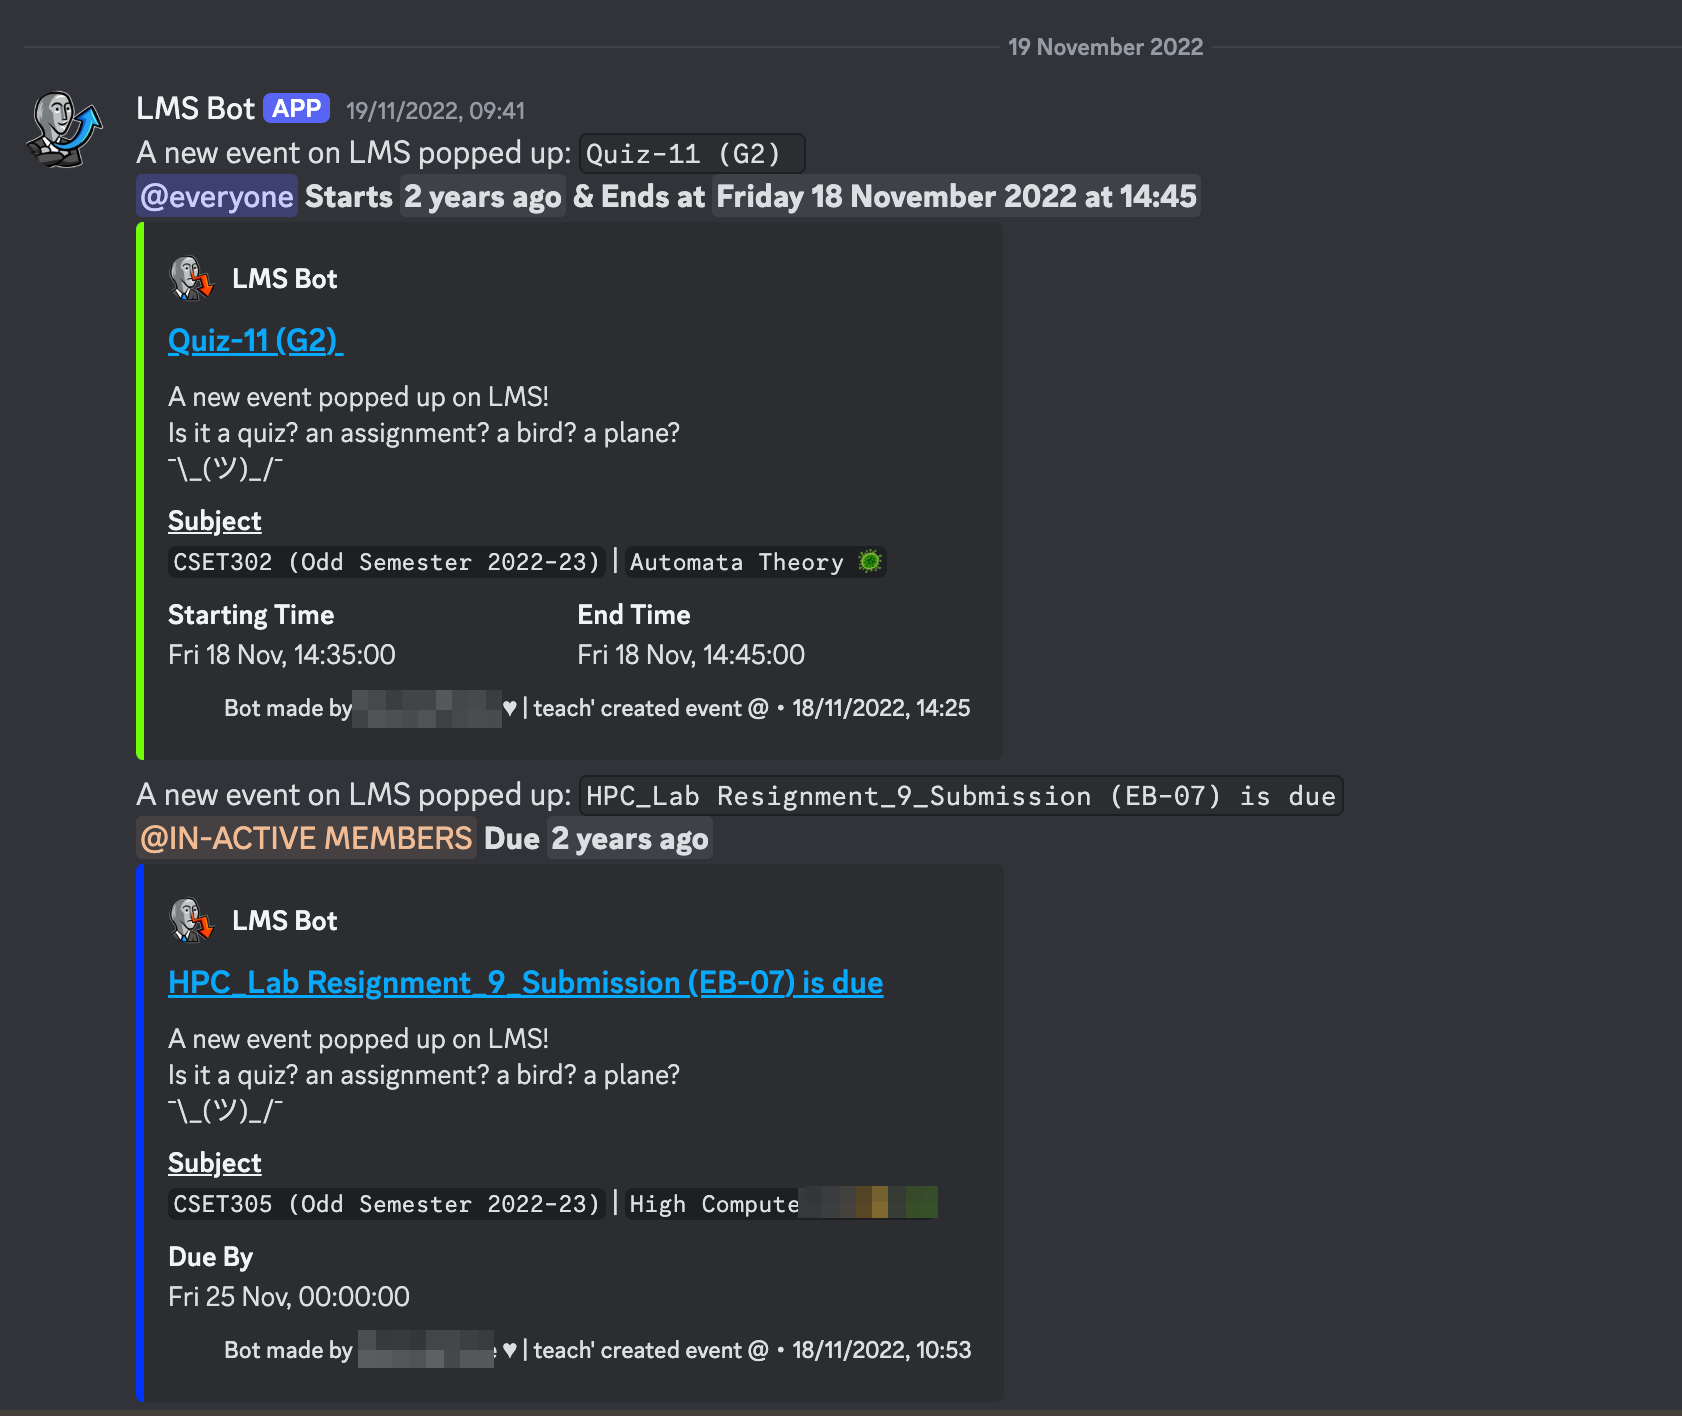 19 November 2022
LMS Bot APP 19/11/2022, 09:41
A new event on LMS popped up: Quiz-11 (G2)
@everyone Starts 2 years ago & Ends at Friday 18 November 2022 at 14:45
LMS Bot
Quiz-11 (G2)
A new event popped up on LMS!
Is it a quiz? an assignment? a bird? a plane?
¯\_(ツ)_/¯
Subject
CSET302 (Odd Semester 2022-23) | Automata Theory 🦠
Starting Time End Time
Fri 18 Nov, 14:35:00 Fri 18 Nov, 14:45:00
Bot made by ♥ | teach' created event @ • 18/11/2022, 14:25
A new event on LMS popped up: HPC_Lab Resignment_9_Submission (EB-07) is due
@IN-ACTIVE MEMBERS Due 2 years ago
LMS Bot
HPC_Lab Resignment_9_Submission (EB-07) is due
A new event popped up on LMS!
Is it a quiz? an assignment? a bird? a plane?
¯\_(ツ)_/¯
Subject
CSET305 (Odd Semester 2022-23) | High Compute
Due By
Fri 25 Nov, 00:00:00
Bot made by ♥ | teach' created event @ • 18/11/2022, 10:53